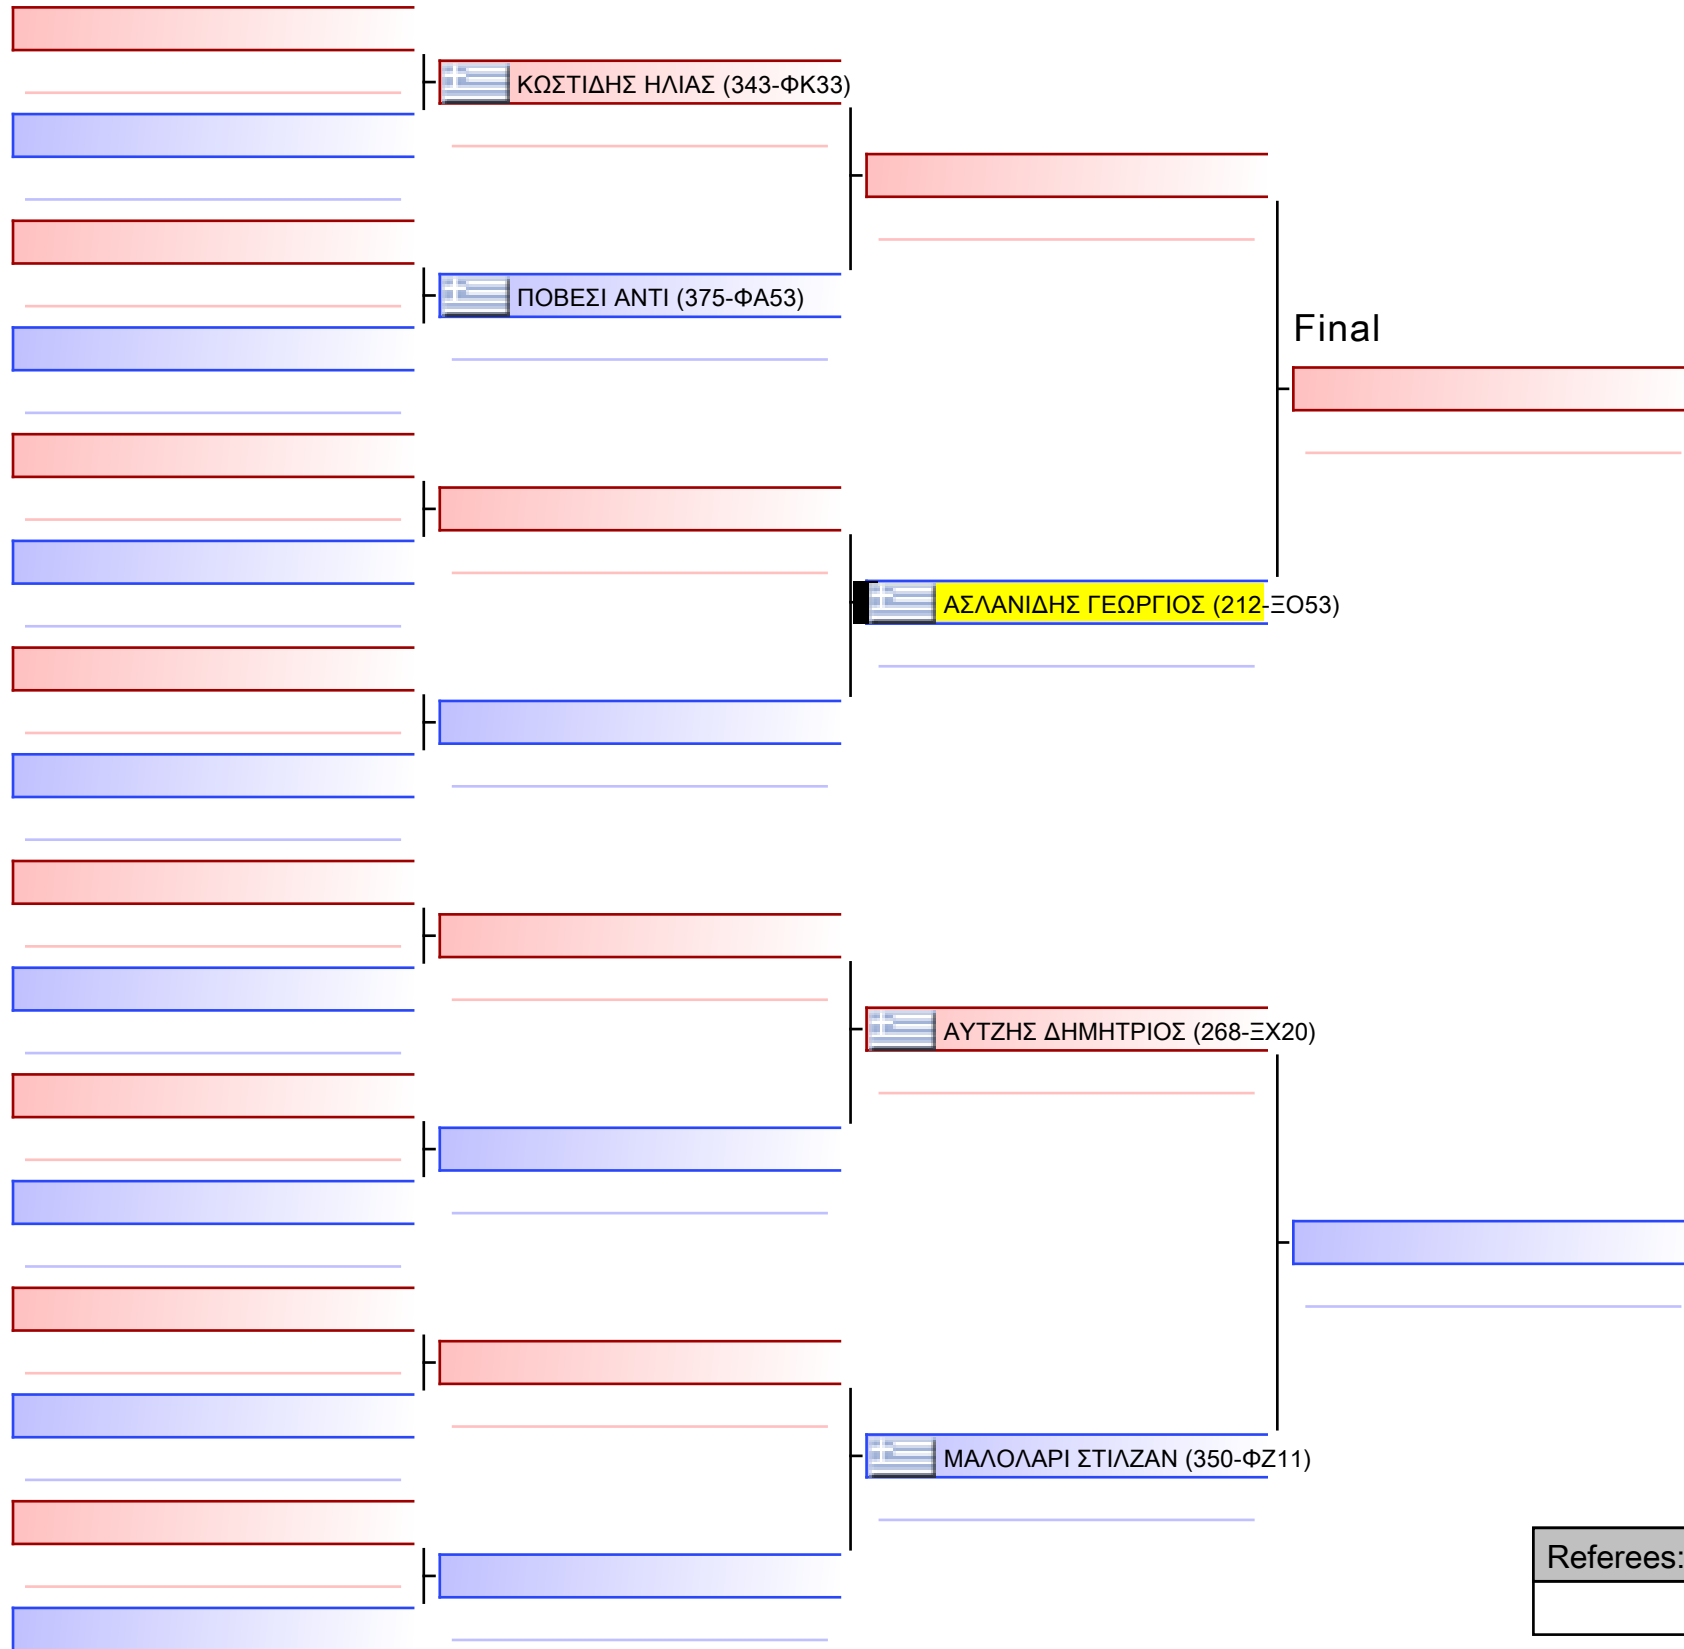 ΚΩΣΤΙΔΗΣ ΗΛΙΑΣ (343-ΦΚ33)
ΠΟΒΕΣΙ ΑΝΤΙ (375-ΦΑ53)
Final
ΑΣΛΑΝΙΔΗΣ ΓΕΩΡΓΙΟΣ (212-ΞΟ53)
ΑΥΤΖΗΣ ΔΗΜΗΤΡΙΟΣ (268-ΞΧ20)
ΜΑΛΟΛΑΡΙ ΣΤΙΛΖΑΝ (350-ΦΖ11)
Referees: